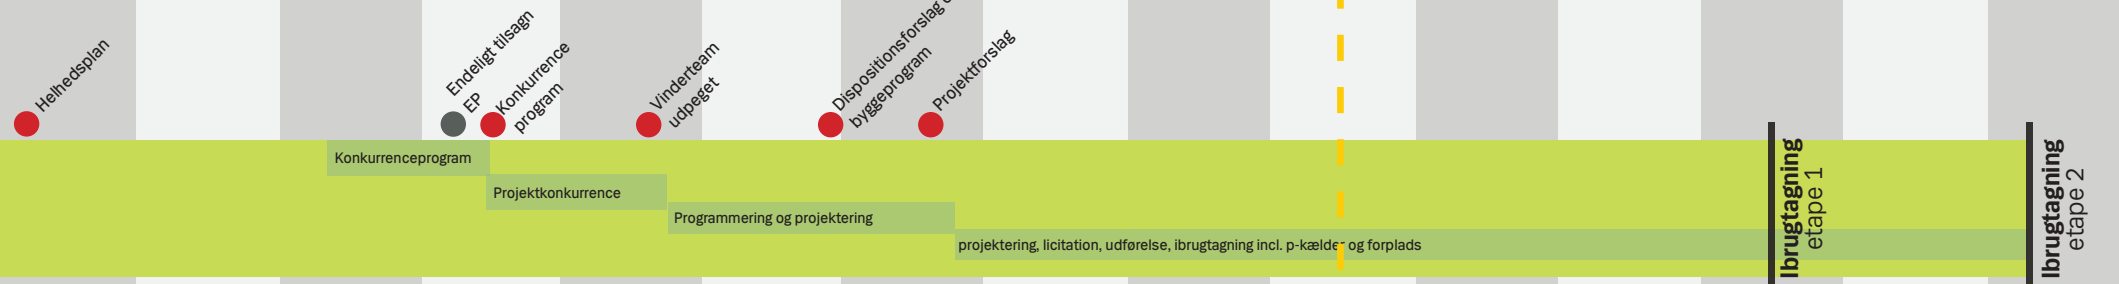 Helhedsplan
Endeligt tilsagn
EP
Konkurrence
program
Vinderteam
udpeget
Dispositionsforslag
byggeprogram
Projektforslag
Konkurrenceprogram
Projektkonkurrence
Programmering og projektering
projektering, licitation, udførelse, ibrugtagning incl. p-kælder og forplads
Ibrugtagning
etape 1
Ibrugtagning
etape 2